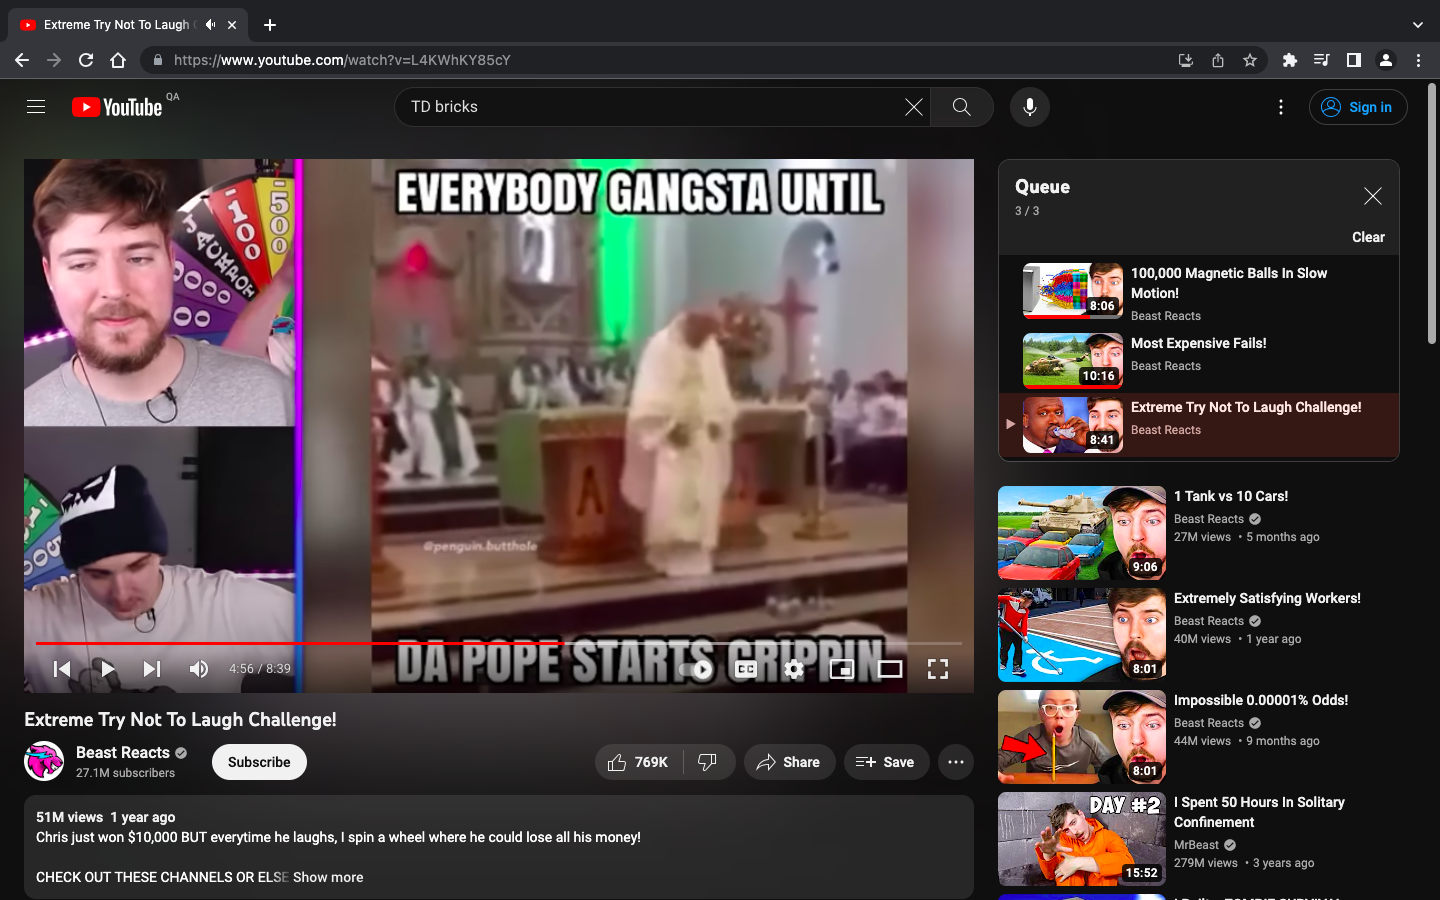 Extreme Try Not To Laugh
https://www.youtube.com/watch?v=L4KWhKY85cY
YouTube
QA
TD bricks
Sign in
-100
-500
JACKPOT
EVERYBODY GANGSTA UNTIL
@penguin.butthole
DA POPE STARTS GRIPPIN
4:56 / 8:39
CC
Extreme Try Not To Laugh Challenge!
Beast Reacts
27.1M subscribers
Subscribe
769K
Share
Save
51M views 1 year ago
Chris just won $10,000 BUT everytime he laughs, I spin a wheel where he could lose all his money!
CHECK OUT THESE CHANNELS OR ELSE Show more
Queue
3 / 3
Clear
100,000 Magnetic Balls In Slow
Motion!
Beast Reacts
8:06
Most Expensive Fails!
Beast Reacts
10:16
Extreme Try Not To Laugh Challenge!
Beast Reacts
8:41
1 Tank vs 10 Cars!
Beast Reacts
27M views • 5 months ago
9:06
Extremely Satisfying Workers!
Beast Reacts
40M views • 1 year ago
8:01
Impossible 0.00001% Odds!
Beast Reacts
44M views • 9 months ago
8:01
DAY #2
I Spent 50 Hours In Solitary
Confinement
MrBeast
279M views • 3 years ago
15:52